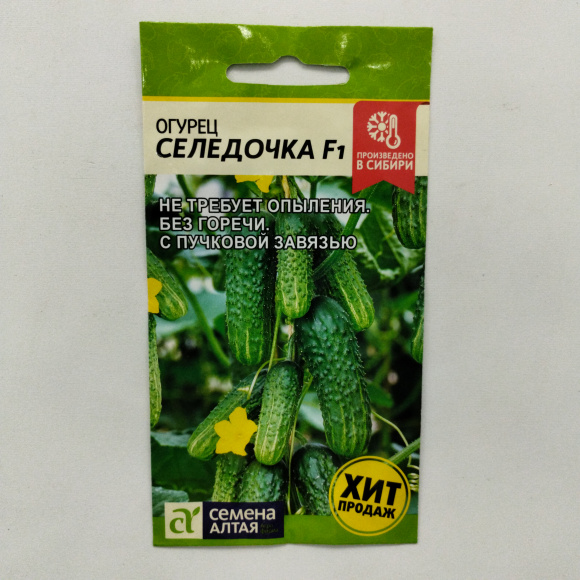 ОГУРЕЦ
СЕЛЕДОЧКА F1
ПРОИЗВЕДЕНО
В СИБИРИ
НЕ ТРЕБУЕТ ОПЫЛЕНИЯ.
БЕЗ ГОРЕЧИ.
С ПУЧКОВОЙ ЗАВЯЗЬЮ
ХИТ
ПРОДАЖ
семена
АЛТАЯ